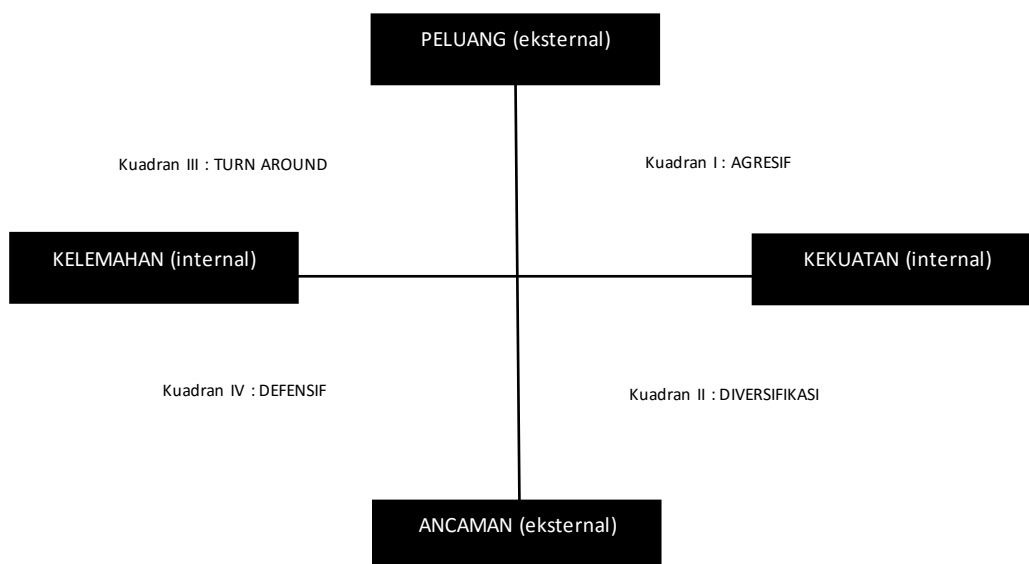 PELUANG (eksternal)
Kuadran III : TURN AROUND
Kuadran I : AGRESIF
KELEMAHAN (internal)
KEKUATAN (internal)
Kuadran IV : DEFENSIF
Kuadran II : DIVERSIFIKASI
ANCAMAN (eksternal)